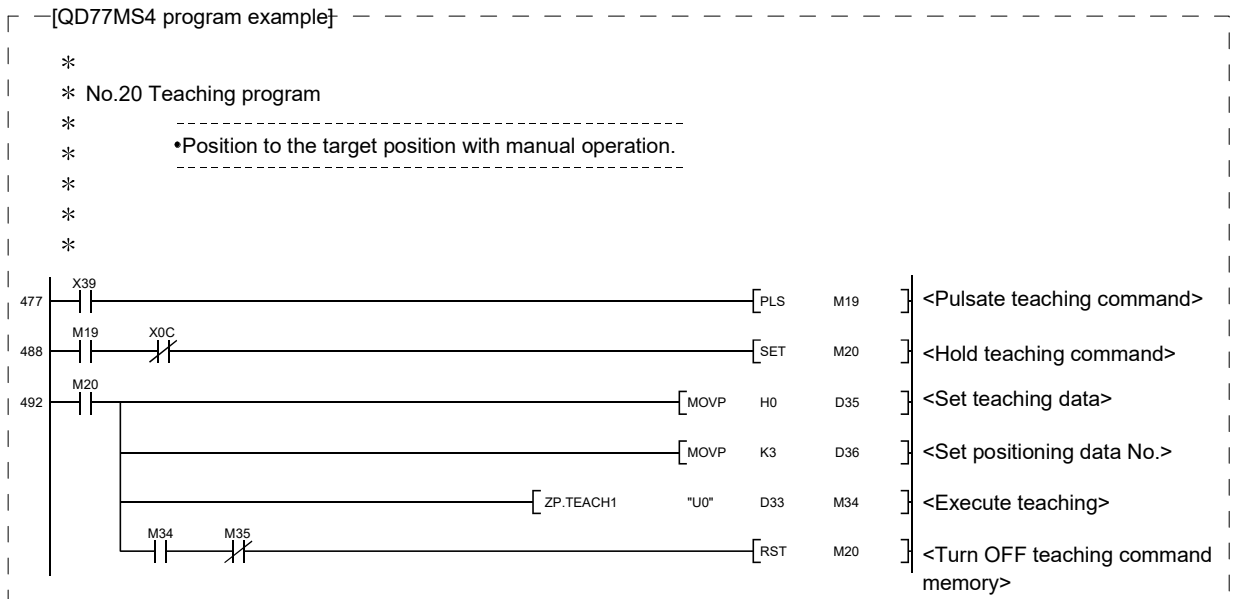 [QD77MS4 program example]
*
* No.20 Teaching program
*
* •Position to the target position with manual operation.
*
*
*
X39
477 [PLS M19] <Pulsate teaching command>
M19 X0C
488 [SET M20] <Hold teaching command>
M20
492 [MOVP H0 D35] <Set teaching data>
[MOVP K3 D36] <Set positioning data No.>
[ZP.TEACH1 "U0" D33 M34] <Execute teaching>
M34 M35
[RST M20] <Turn OFF teaching command
memory>